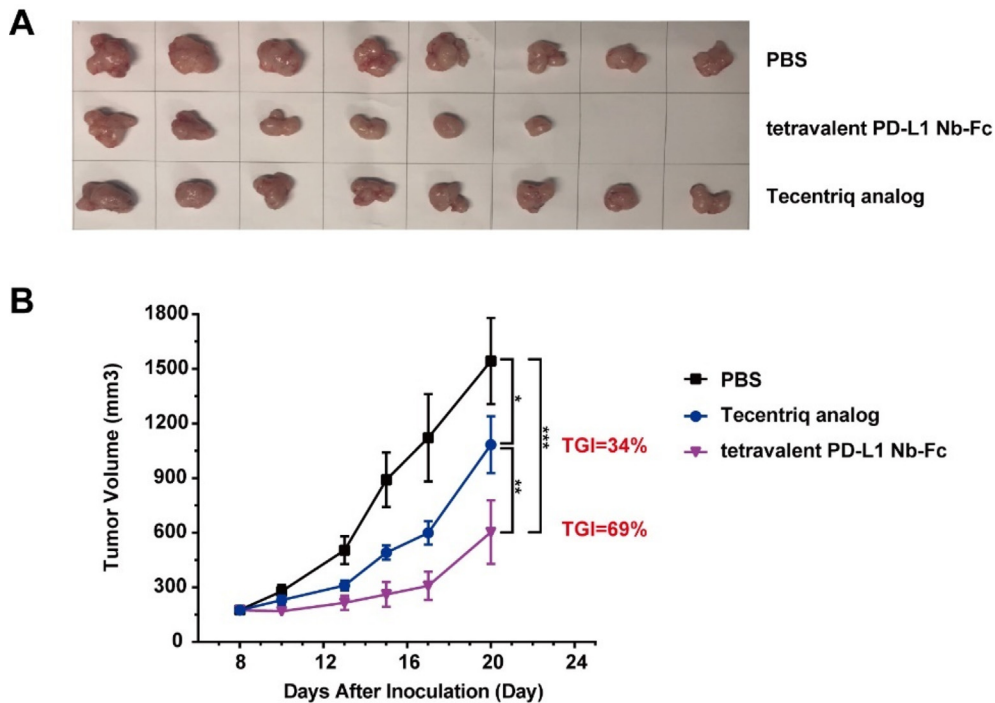 A
PBS
tetravalent PD-L1 Nb-Fc
Tecentriq analog
B
Tumor Volume (mm3)
1800
1500
1200
900
600
300
0
8
12
16
20
24
Days After Inoculation (Day)
*
***
**
TGI=34%
TGI=69%
PBS
Tecentriq analog
tetravalent PD-L1 Nb-Fc